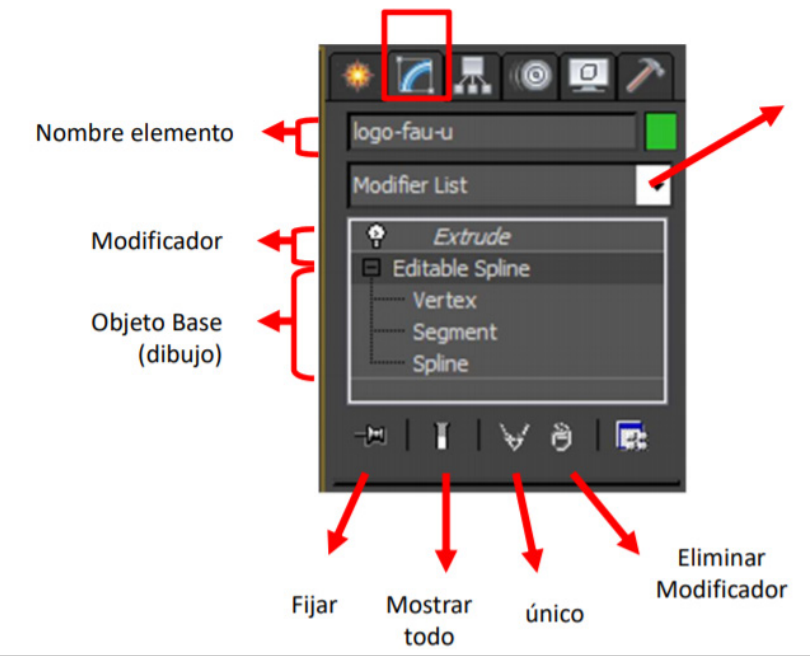 Nombre elemento
logo-fau-u
Modifier List
Modificador
Extrude
Editable Spline
Vertex
Objeto Base
(dibujo)
Segment
Spline
Fijar
Mostrar
todo
único
Eliminar
Modificador